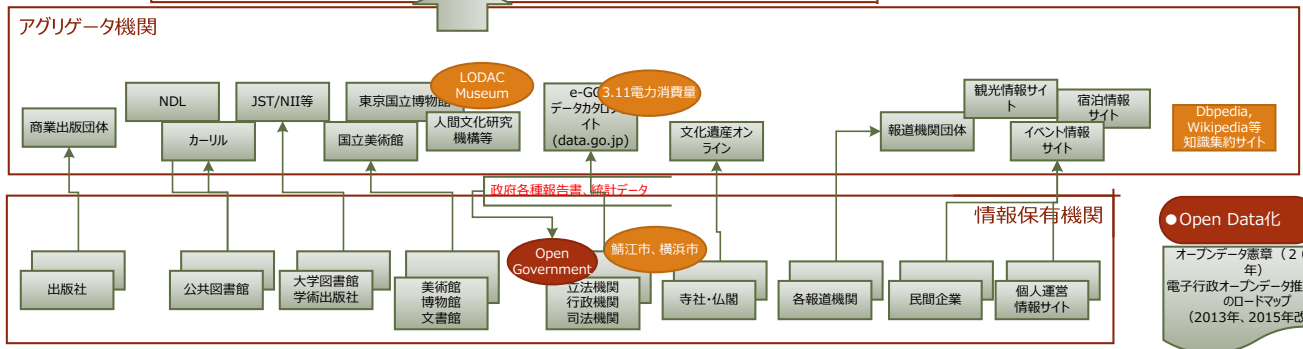 アグリゲータ機関
LODAC
Museum
3.11電力消費量
NDL
JST/NII等
東京国立博物館
e-GO
データカタログ
イト
(data.go.jp)
観光情報サイ
ト
宿泊情報
サイト
商業出版団体
カーリル
国立美術館
人間文化研究
機構等
文化遺産オン
ライン
報道機関団体
イベント情報
サイト
Dbpedia,
Wikipedia等
知識集約サイト
政府各種報告書、統計データ
情報保有機関
Open
Government
鯖江市、横浜市
●Open Data化
出版社
公共図書館
大学図書館
学術出版社
美術館
博物館
文書館
立法機関
行政機関
司法機関
寺社・仏閣
各報道機関
民間企業
個人運営
情報サイト
オープンデータ憲章（２
年）
電子行政オープンデータ推
のロードマップ
（2013年、2015年改